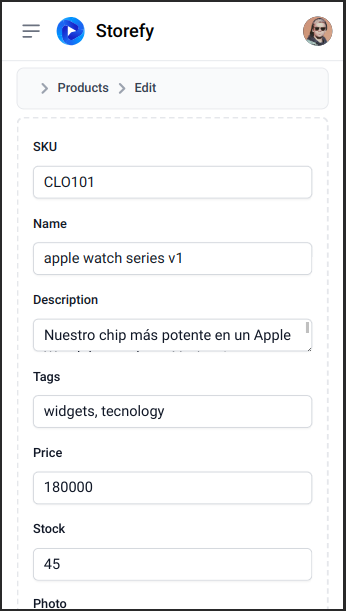 Storefy
Products
Edit
SKU
CLO101
Name
apple watch series v1
Description
Nuestro chip más potente en un Apple
Tags
widgets, tecnology
Price
180000
Stock
45
Photo